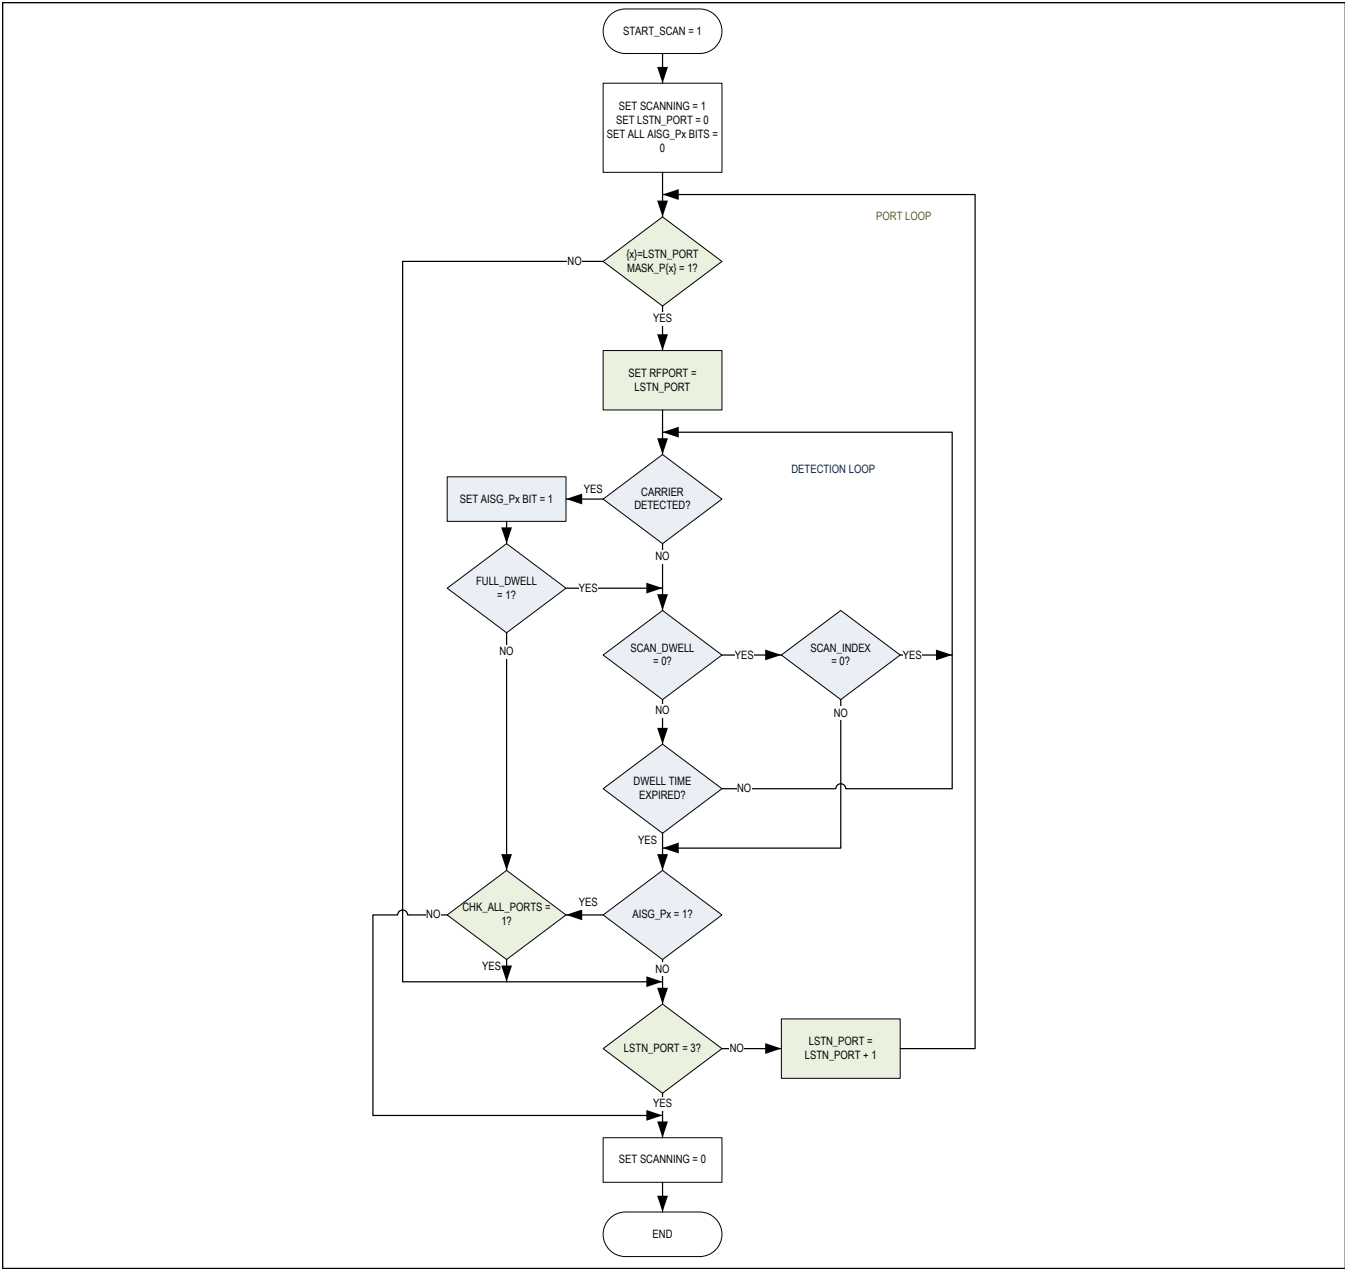 START_SCAN = 1
SET SCANNING = 1
SET LSTN_PORT = 0
SET ALL AISG_Px BITS =
0
PORT LOOP
{x}=LSTN_PORT
MASK_P{x} = 1?
NO
YES
SET RFPORT =
LSTN_PORT
DETECTION LOOP
CARRIER
DETECTED?
YES
SET AISG_Px BIT = 1
NO
FULL_DWELL
= 1?
YES
NO
SCAN_DWELL
= 0?
YES
SCAN_INDEX
= 0?
YES
NO
NO
DWELL TIME
EXPIRED?
NO
YES
CHK_ALL_PORTS =
1?
NO
YES
AISG_Px = 1?
YES
NO
LSTN_PORT = 3?
NO
LSTN_PORT =
LSTN_PORT + 1
YES
SET SCANNING = 0
END